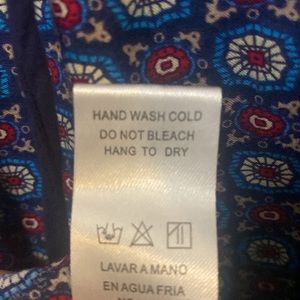 HAND WASH COLD
DO NOT BLEACH
HANG TO DRY
LAVAR A MANO
EN AGUA FRIA